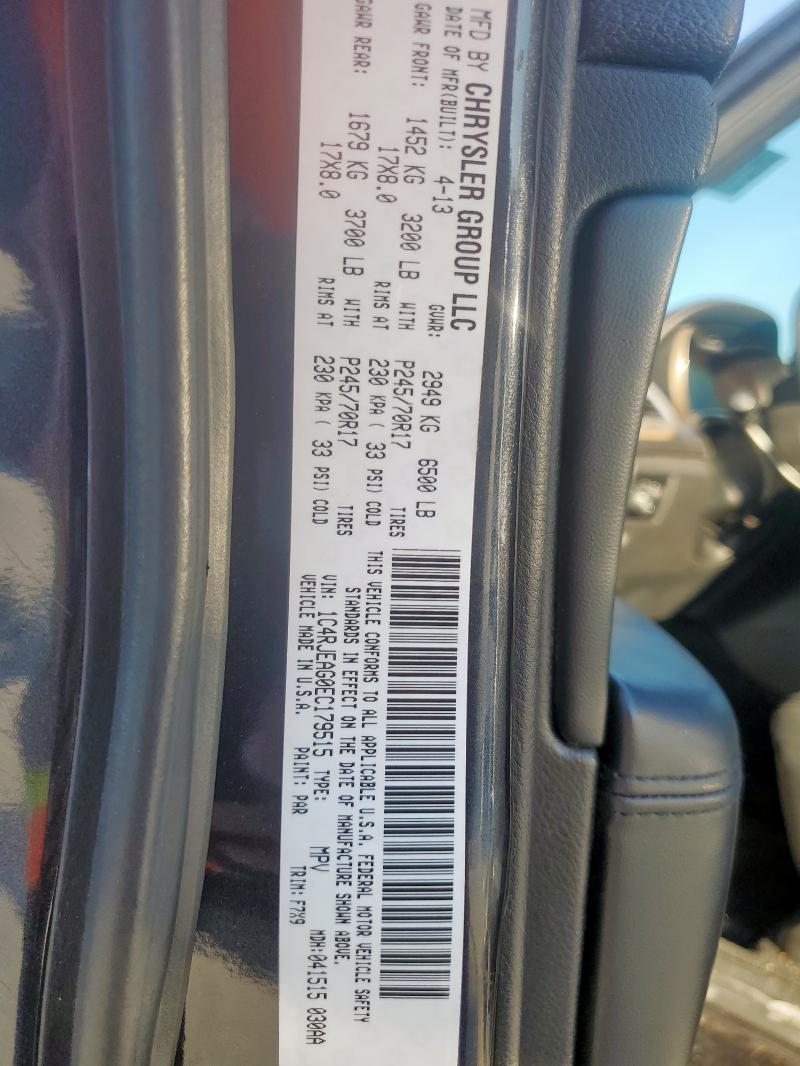 MFD BY CHRYSLER GROUP LLC
DATE OF MFR(BUILT): 4-13 GVWR: 2949 KG 6500 LB
GAWR FRONT: 1452 KG 3200 LB WITH P245/70R17 TIRES
17X8.0 RIMS AT 230 KPA ( 33 PSI) COLD
GAWR REAR: 1679 KG 3700 LB WITH P245/70R17 TIRES
17X8.0 RIMS AT 230 KPA ( 33 PSI) COLD
THIS VEHICLE CONFORMS TO ALL APPLICABLE U.S.A. FEDERAL MOTOR VEHICLE SAFETY
STANDARDS IN EFFECT ON THE DATE OF MANUFACTURE SHOWN ABOVE.
VIN: 1C4RJEAG0EC179515 TYPE: MPV MDH:041515 030AA
VEHICLE MADE IN U.S.A. PAINT: PAR TRIM: F7X9